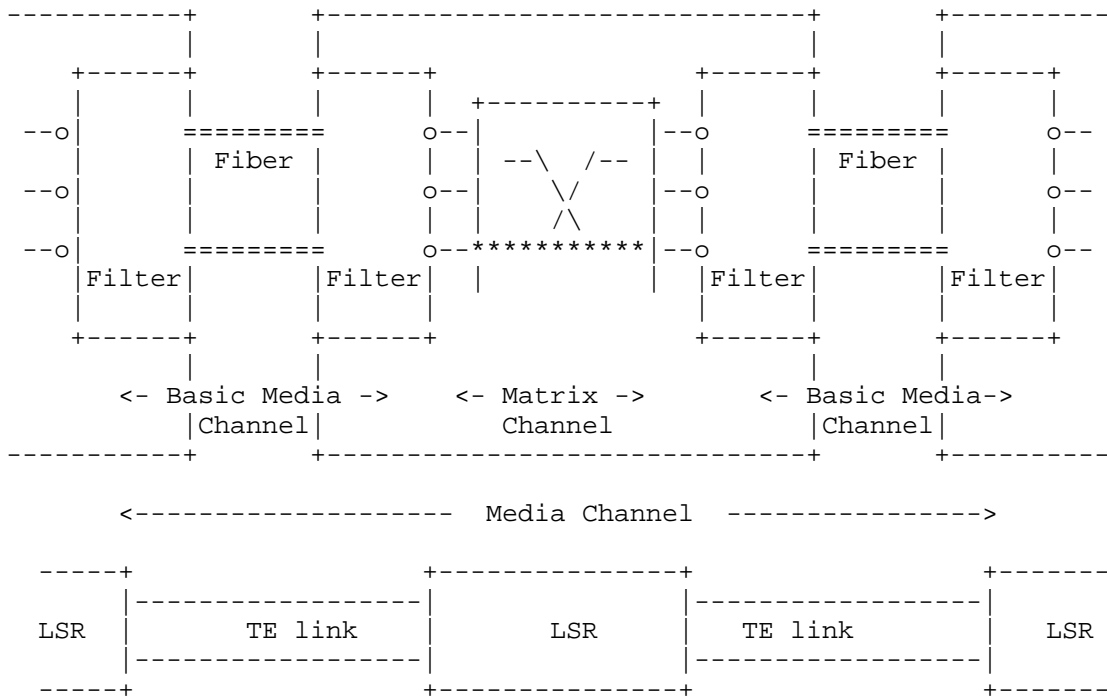 Fiber Fiber
Filter Filter Filter Filter
<- Basic Media -> <- Matrix -> <- Basic Media->
Channel Channel Channel
<-------------------- Media Channel ---------------->
LSR TE link LSR TE link LSR